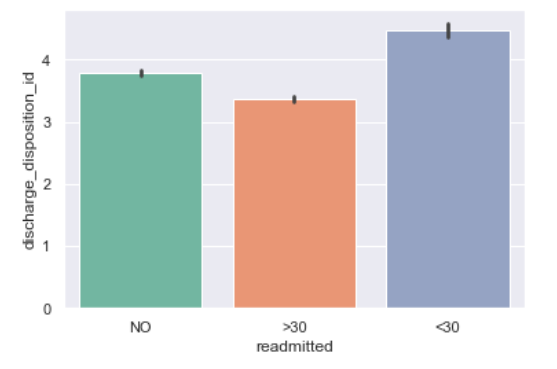 discharge_disposition_id
4
3
2
1
0
NO >30 <30
readmitted